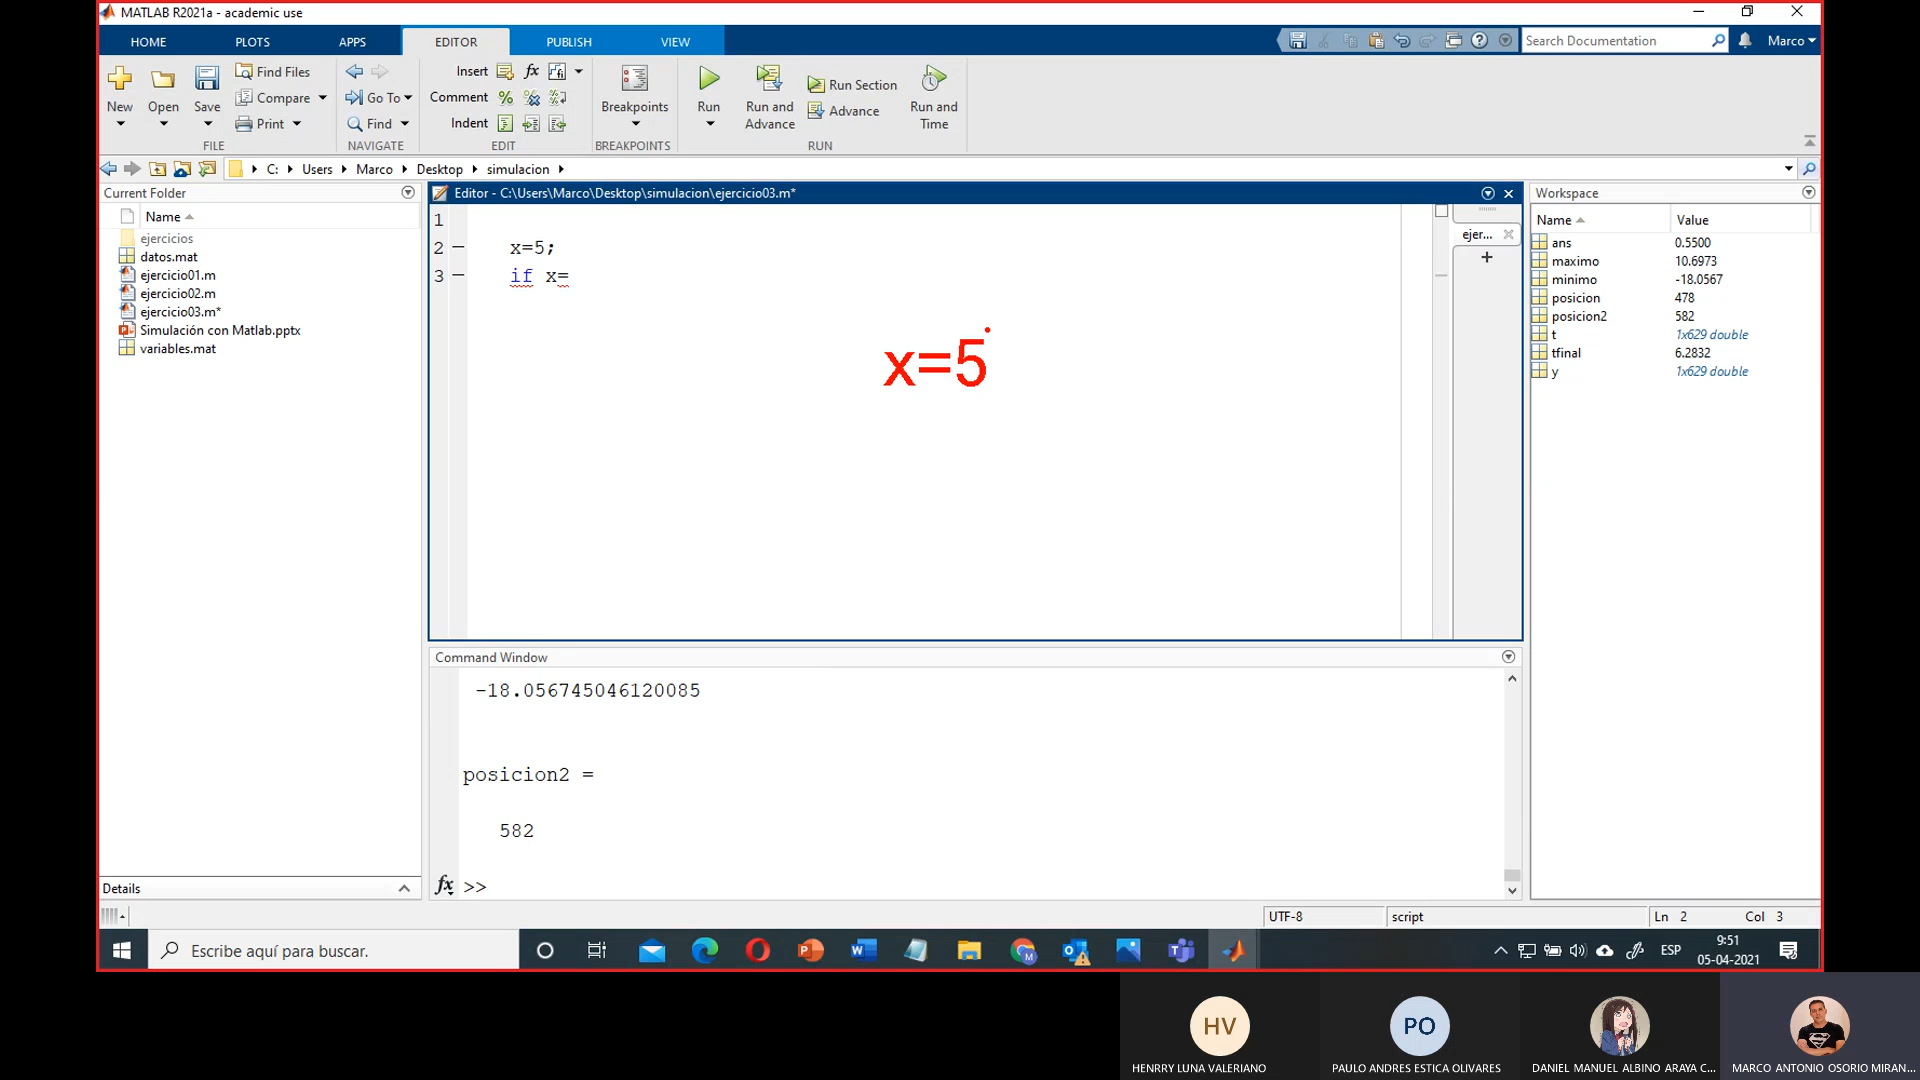 MATLAB R2021a - academic use
HOME PLOTS APPS EDITOR PUBLISH VIEW
Search Documentation
Marco
New
Open
Save
Find Files
Compare
Print
FILE
Go To
Find
NAVIGATE
Insert
Comment
Indent
EDIT
fx
Breakpoints
BREAKPOINTS
Run
Run and Advance
Run Section
Advance
Run and Time
RUN
C: Users Marco Desktop simulacion
Current Folder
Name
ejercicios
datos.mat
ejercicio01.m
ejercicio02.m
ejercicio03.m*
Simulación con Matlab.pptx
variables.mat
Details
Editor - C:\Users\Marco\Desktop\simulacion\ejercicio03.m*
ejer...
1
2 x=5;
3 if x=
x=5
Command Window
-18.056745046120085
posicion2 =
582
fx >>
Workspace
Name Value
ans 0.5500
maximo 10.6973
minimo -18.0567
posicion 478
posicion2 582
t 1x629 double
tfinal 6.2832
y 1x629 double
UTF-8 script Ln 2 Col 3
Escribe aquí para buscar.
ESP
9:51
05-04-2021
HV
HENRRY LUNA VALERIANO
PO
PAULO ANDRES ESTICA OLIVARES
DANIEL MANUEL ALBINO ARAYA C...
MARCO ANTONIO OSORIO MIRAN...